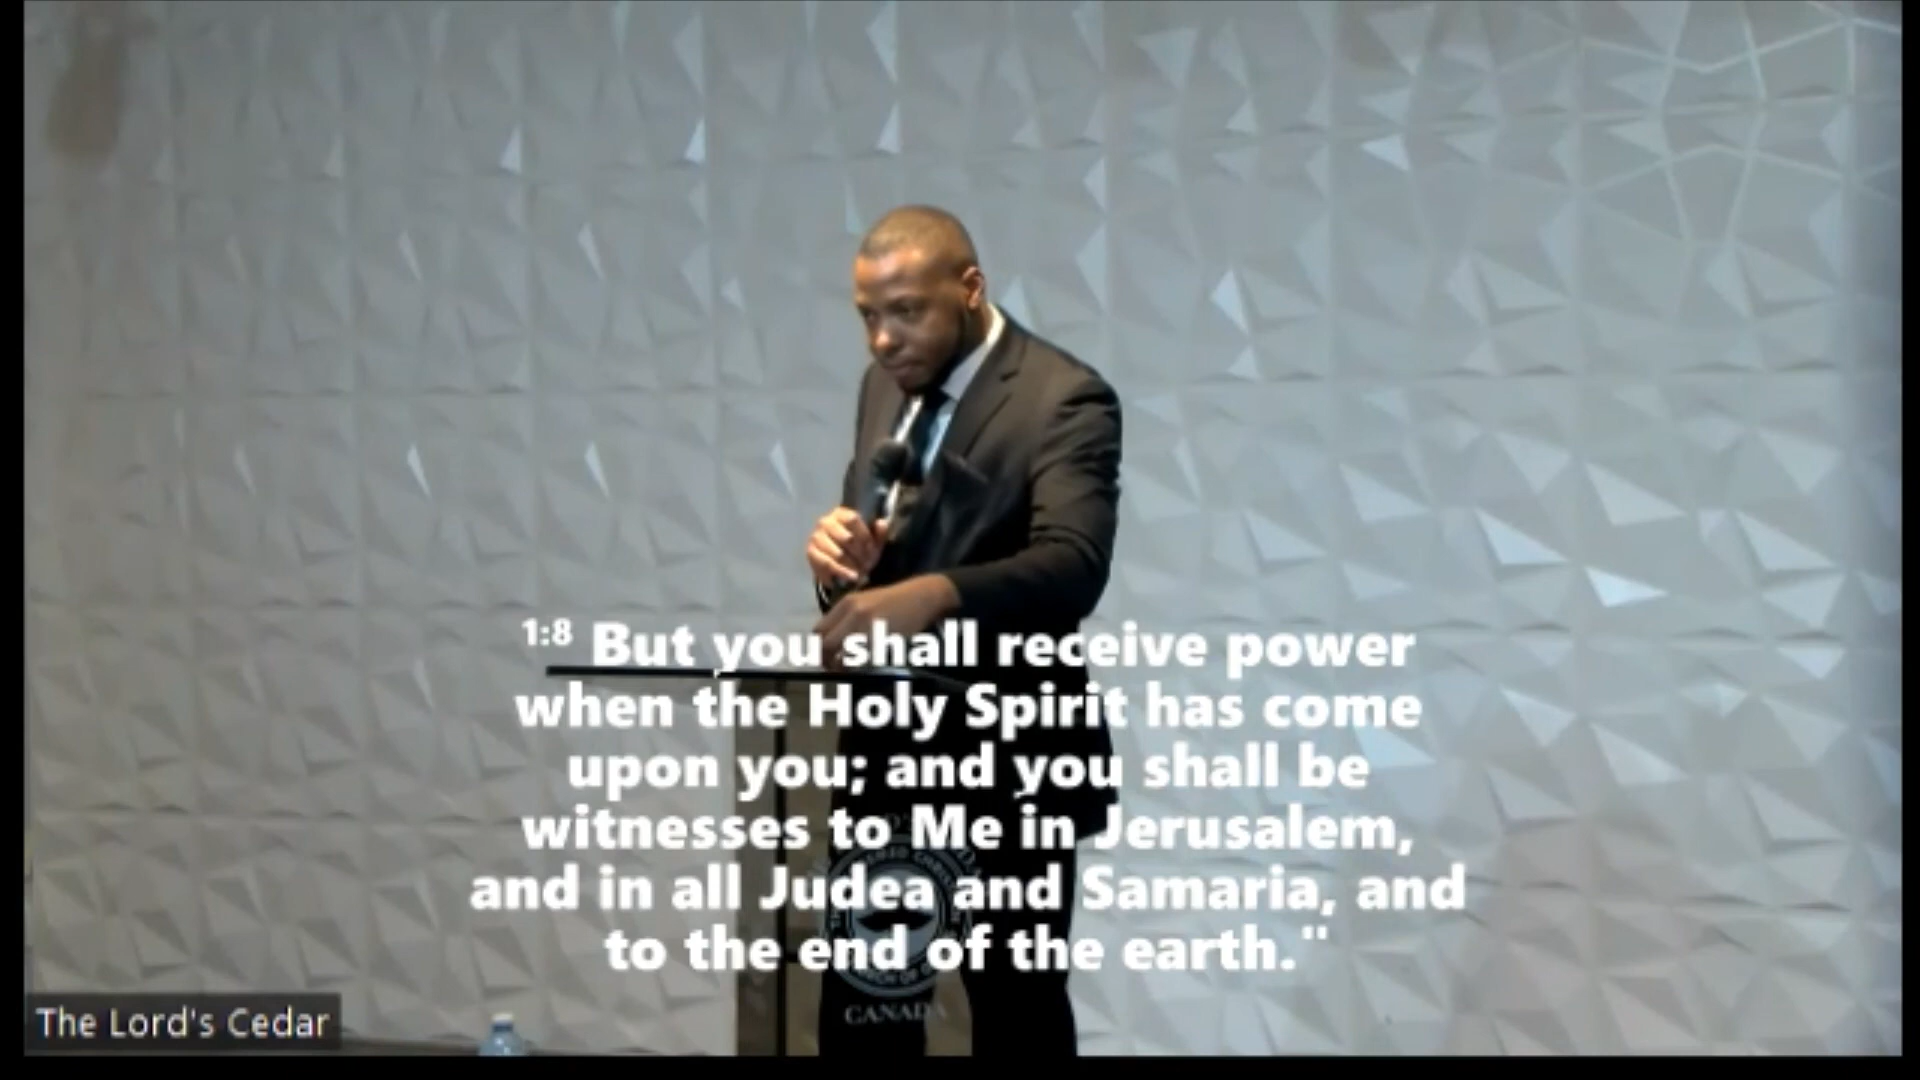 1:8 But you shall receive power
when the Holy Spirit has come
upon you; and you shall be
witnesses to Me in Jerusalem,
and in all Judea and Samaria, and
to the end of the earth."
CANADA
The Lord's Cedar